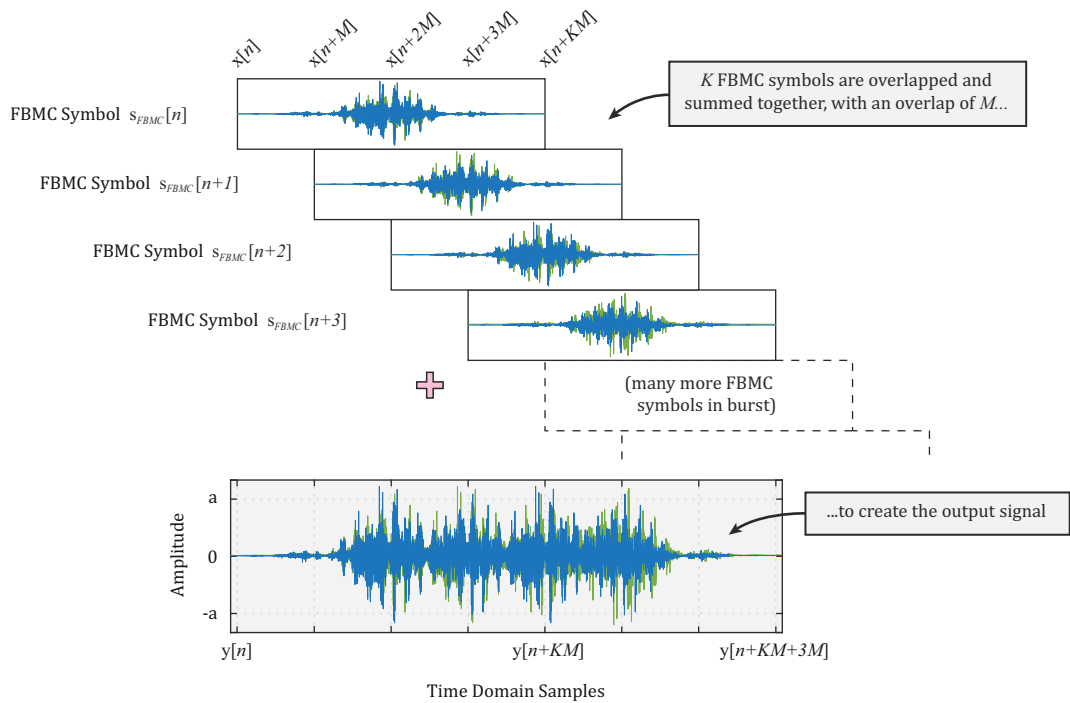 x[n]
x[n+M]
x[n+2M]
x[n+3M]
x[n+KM]
K FBMC symbols are overlapped and
summed together, with an overlap of M...
FBMC Symbol s_FBMC[n]
FBMC Symbol s_FBMC[n+1]
FBMC Symbol s_FBMC[n+2]
FBMC Symbol s_FBMC[n+3]
(many more FBMC
symbols in burst)
...to create the output signal
Amplitude
a
0
-a
y[n]
y[n+KM]
y[n+KM+3M]
Time Domain Samples